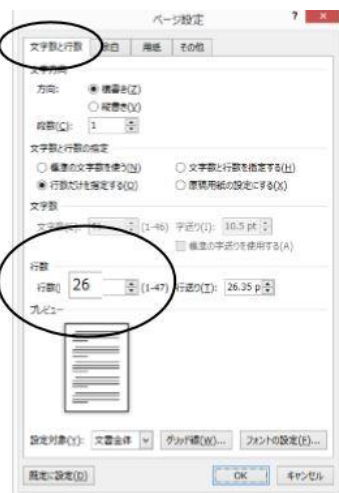 ページ設定
文字数と行数 余白 用紙 その他
文字方向
方向: 横書き(Z)
縦書き(V)
段数(C): 1
文字数と行数の指定
標準の文字数を使う(N) 文字数と行数を指定する(H)
行数だけを指定する(O) 原稿用紙の設定にする(X)
文字数
文字数(E): (1-46) 字送り(I): 10.5 pt
標準の字送りを使用する(A)
行数
行数( 26 (1-47) 行送り(T): 26.35 p
プレビュー
設定対象(Y): 文書全体 グリッド線(W)... フォントの設定(F)...
既定に設定(D) OK キャンセル